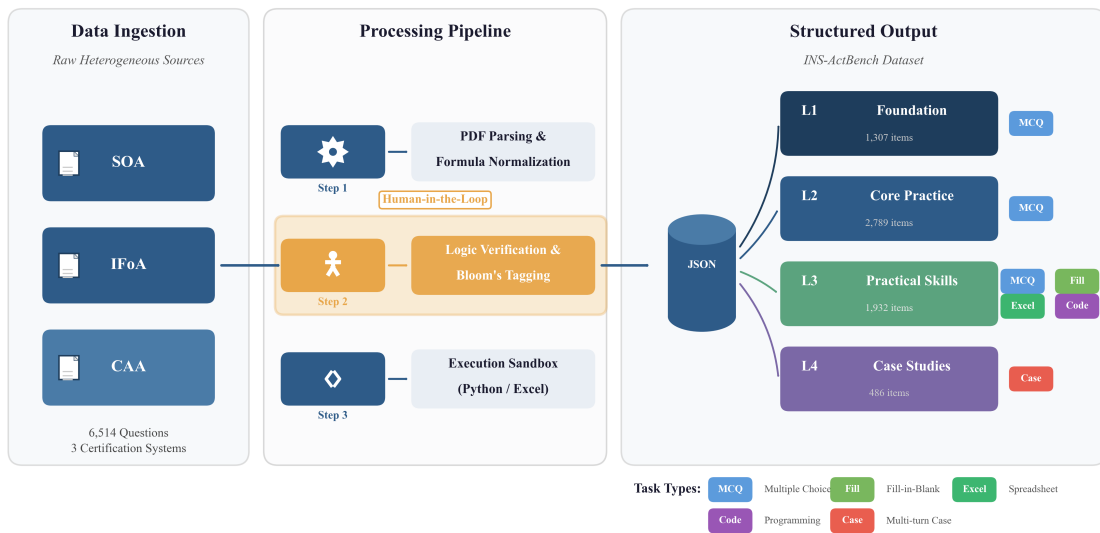 Data Ingestion
Raw Heterogeneous Sources
SOA
IFoA
CAA
6,514 Questions
3 Certification Systems
Processing Pipeline
PDF Parsing &
Formula Normalization
Step 1
Human-in-the-Loop
Logic Verification &
Bloom's Tagging
Step 2
Execution Sandbox
(Python / Excel)
Step 3
Structured Output
INS-ActBench Dataset
JSON
L1 Foundation
1,307 items
MCQ
L2 Core Practice
2,789 items
MCQ
L3 Practical Skills
1,932 items
MCQ Fill
Excel Code
L4 Case Studies
486 items
Case
Task Types: MCQ Multiple Choice Fill Fill-in-Blank Excel Spreadsheet
Code Programming Case Multi-turn Case